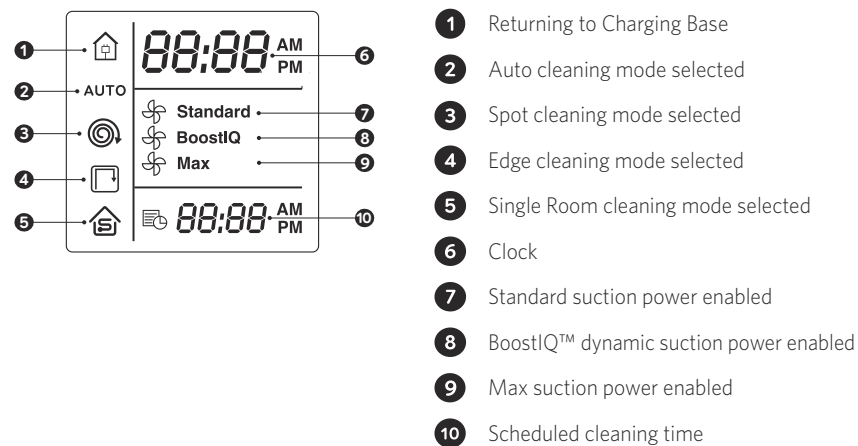 1
88:88 AM
PM
6
2
AUTO
Standard
7
3
BoostIQ
8
Max
9
4
5
88:88 AM
PM
10
1 Returning to Charging Base
2 Auto cleaning mode selected
3 Spot cleaning mode selected
4 Edge cleaning mode selected
5 Single Room cleaning mode selected
6 Clock
7 Standard suction power enabled
8 BoostIQ™ dynamic suction power enabled
9 Max suction power enabled
10 Scheduled cleaning time